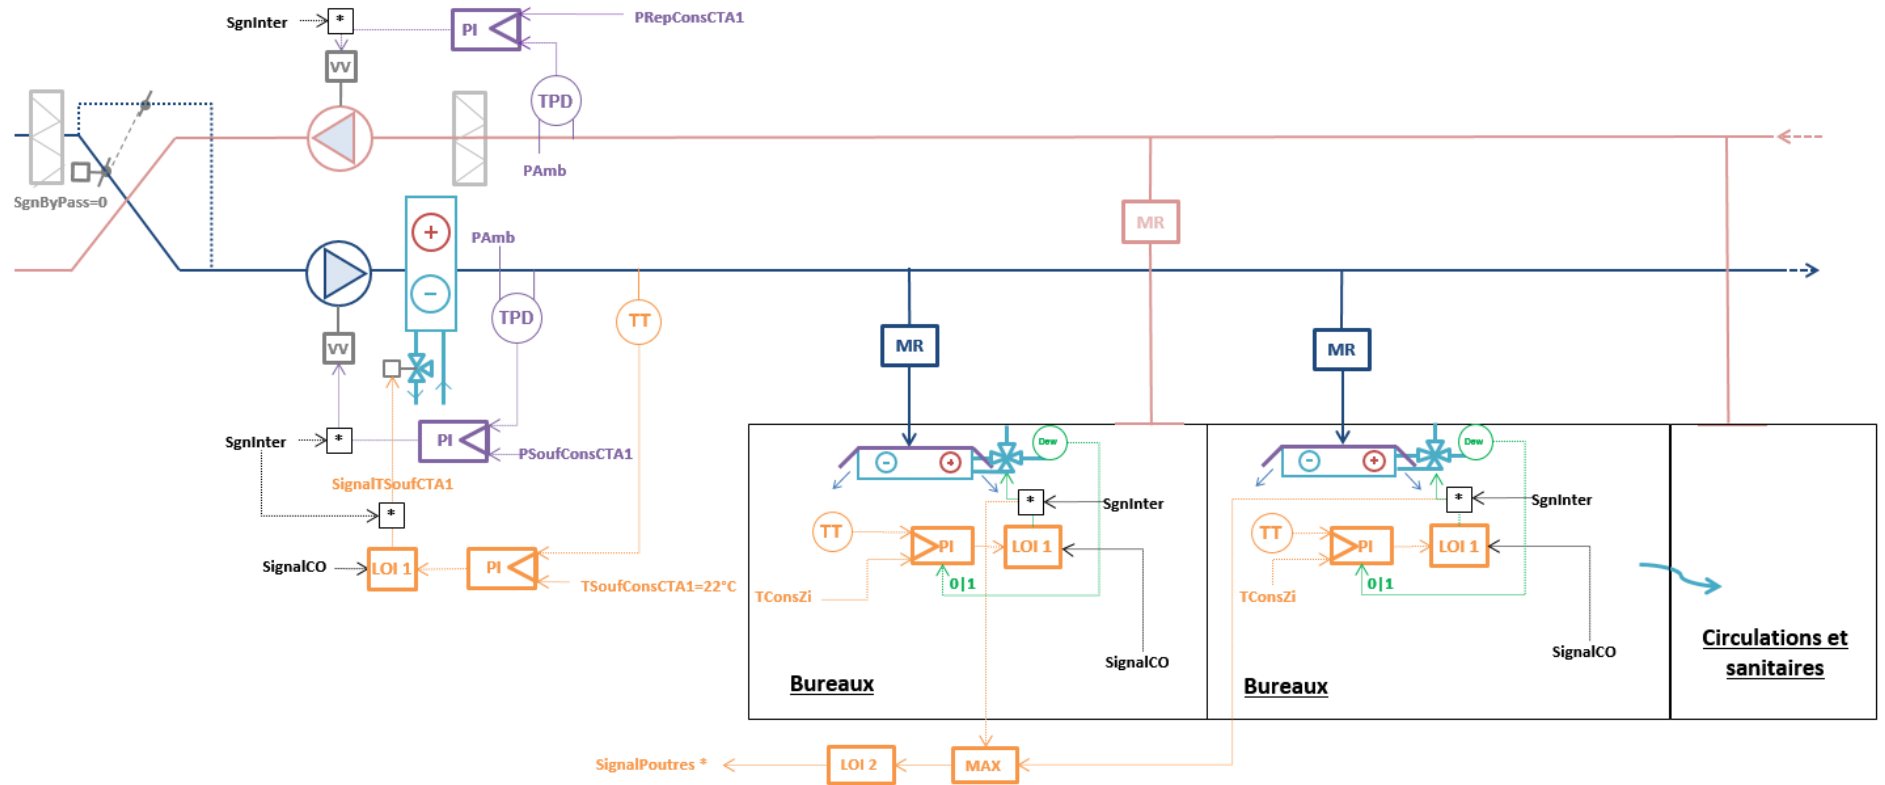 SgnInter
*
PI
PRepConsCTA1
VV
TPD
PAmb
SgnByPass=0
MR
+
PAmb
−
TPD
TT
VV
MR
MR
SgnInter
*
PI
PSoufConsCTA1
SignalTSoufCTA1
*
SignalCO
LOI 1
PI
TSoufConsCTA1=22°C
−
+
Dew
*
SgnInter
TT
PI
LOI 1
0|1
TConsZi
SignalCO
Bureaux
−
+
Dew
*
SgnInter
TT
PI
LOI 1
0|1
TConsZi
SignalCO
Bureaux
Circulations et
sanitaires
SignalPoutres *
LOI 2
MAX